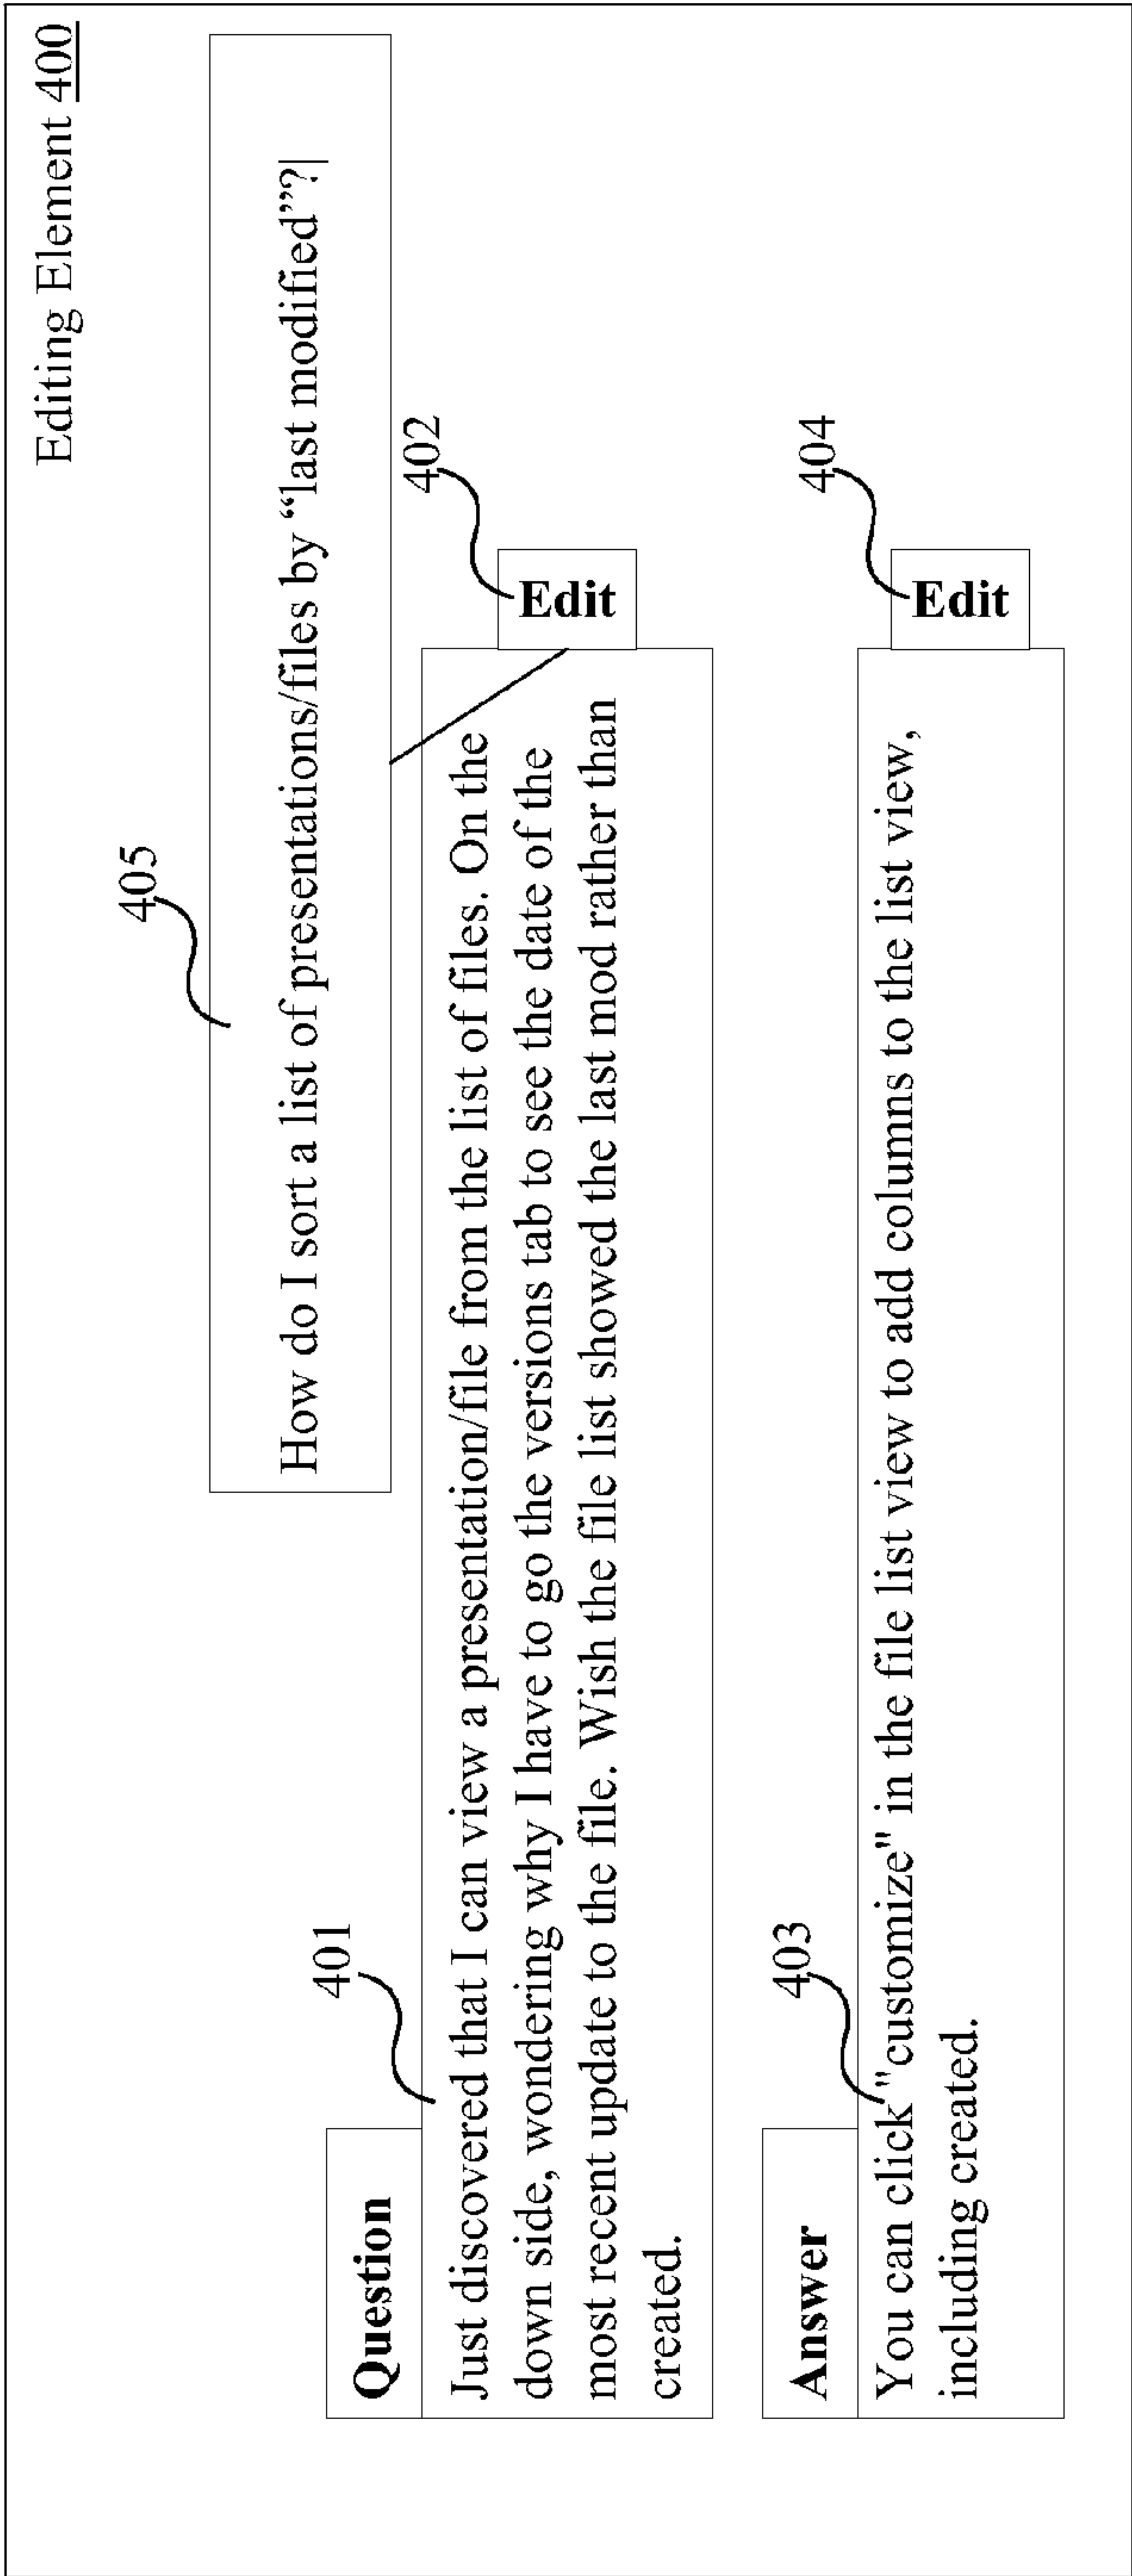 Editing Element 400
405
How do I sort a list of presentations/files by “last modified”?|
401
402
Question
Just discovered that I can view a presentation/file from the list of files. On the
down side, wondering why I have to go the versions tab to see the date of the
most recent update to the file. Wish the file list showed the last mod rather than
created.
Edit
403
404
Answer
You can click "customize" in the file list view to add columns to the list view,
including created.
Edit